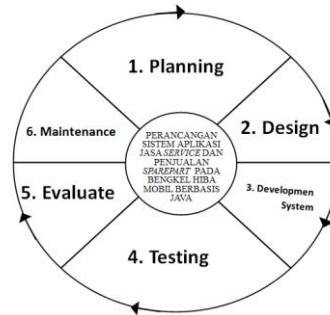 1. Planning
2. Design
3. Developmen
System
4. Testing
5. Evaluate
6. Maintenance
PERANCANGAN
SISTEM APLIKASI
JASA SERVICE DAN
PENJUALAN
SPAREPART PADA
BENGKEL HIBA
MOBIL BERBASIS
JAVA